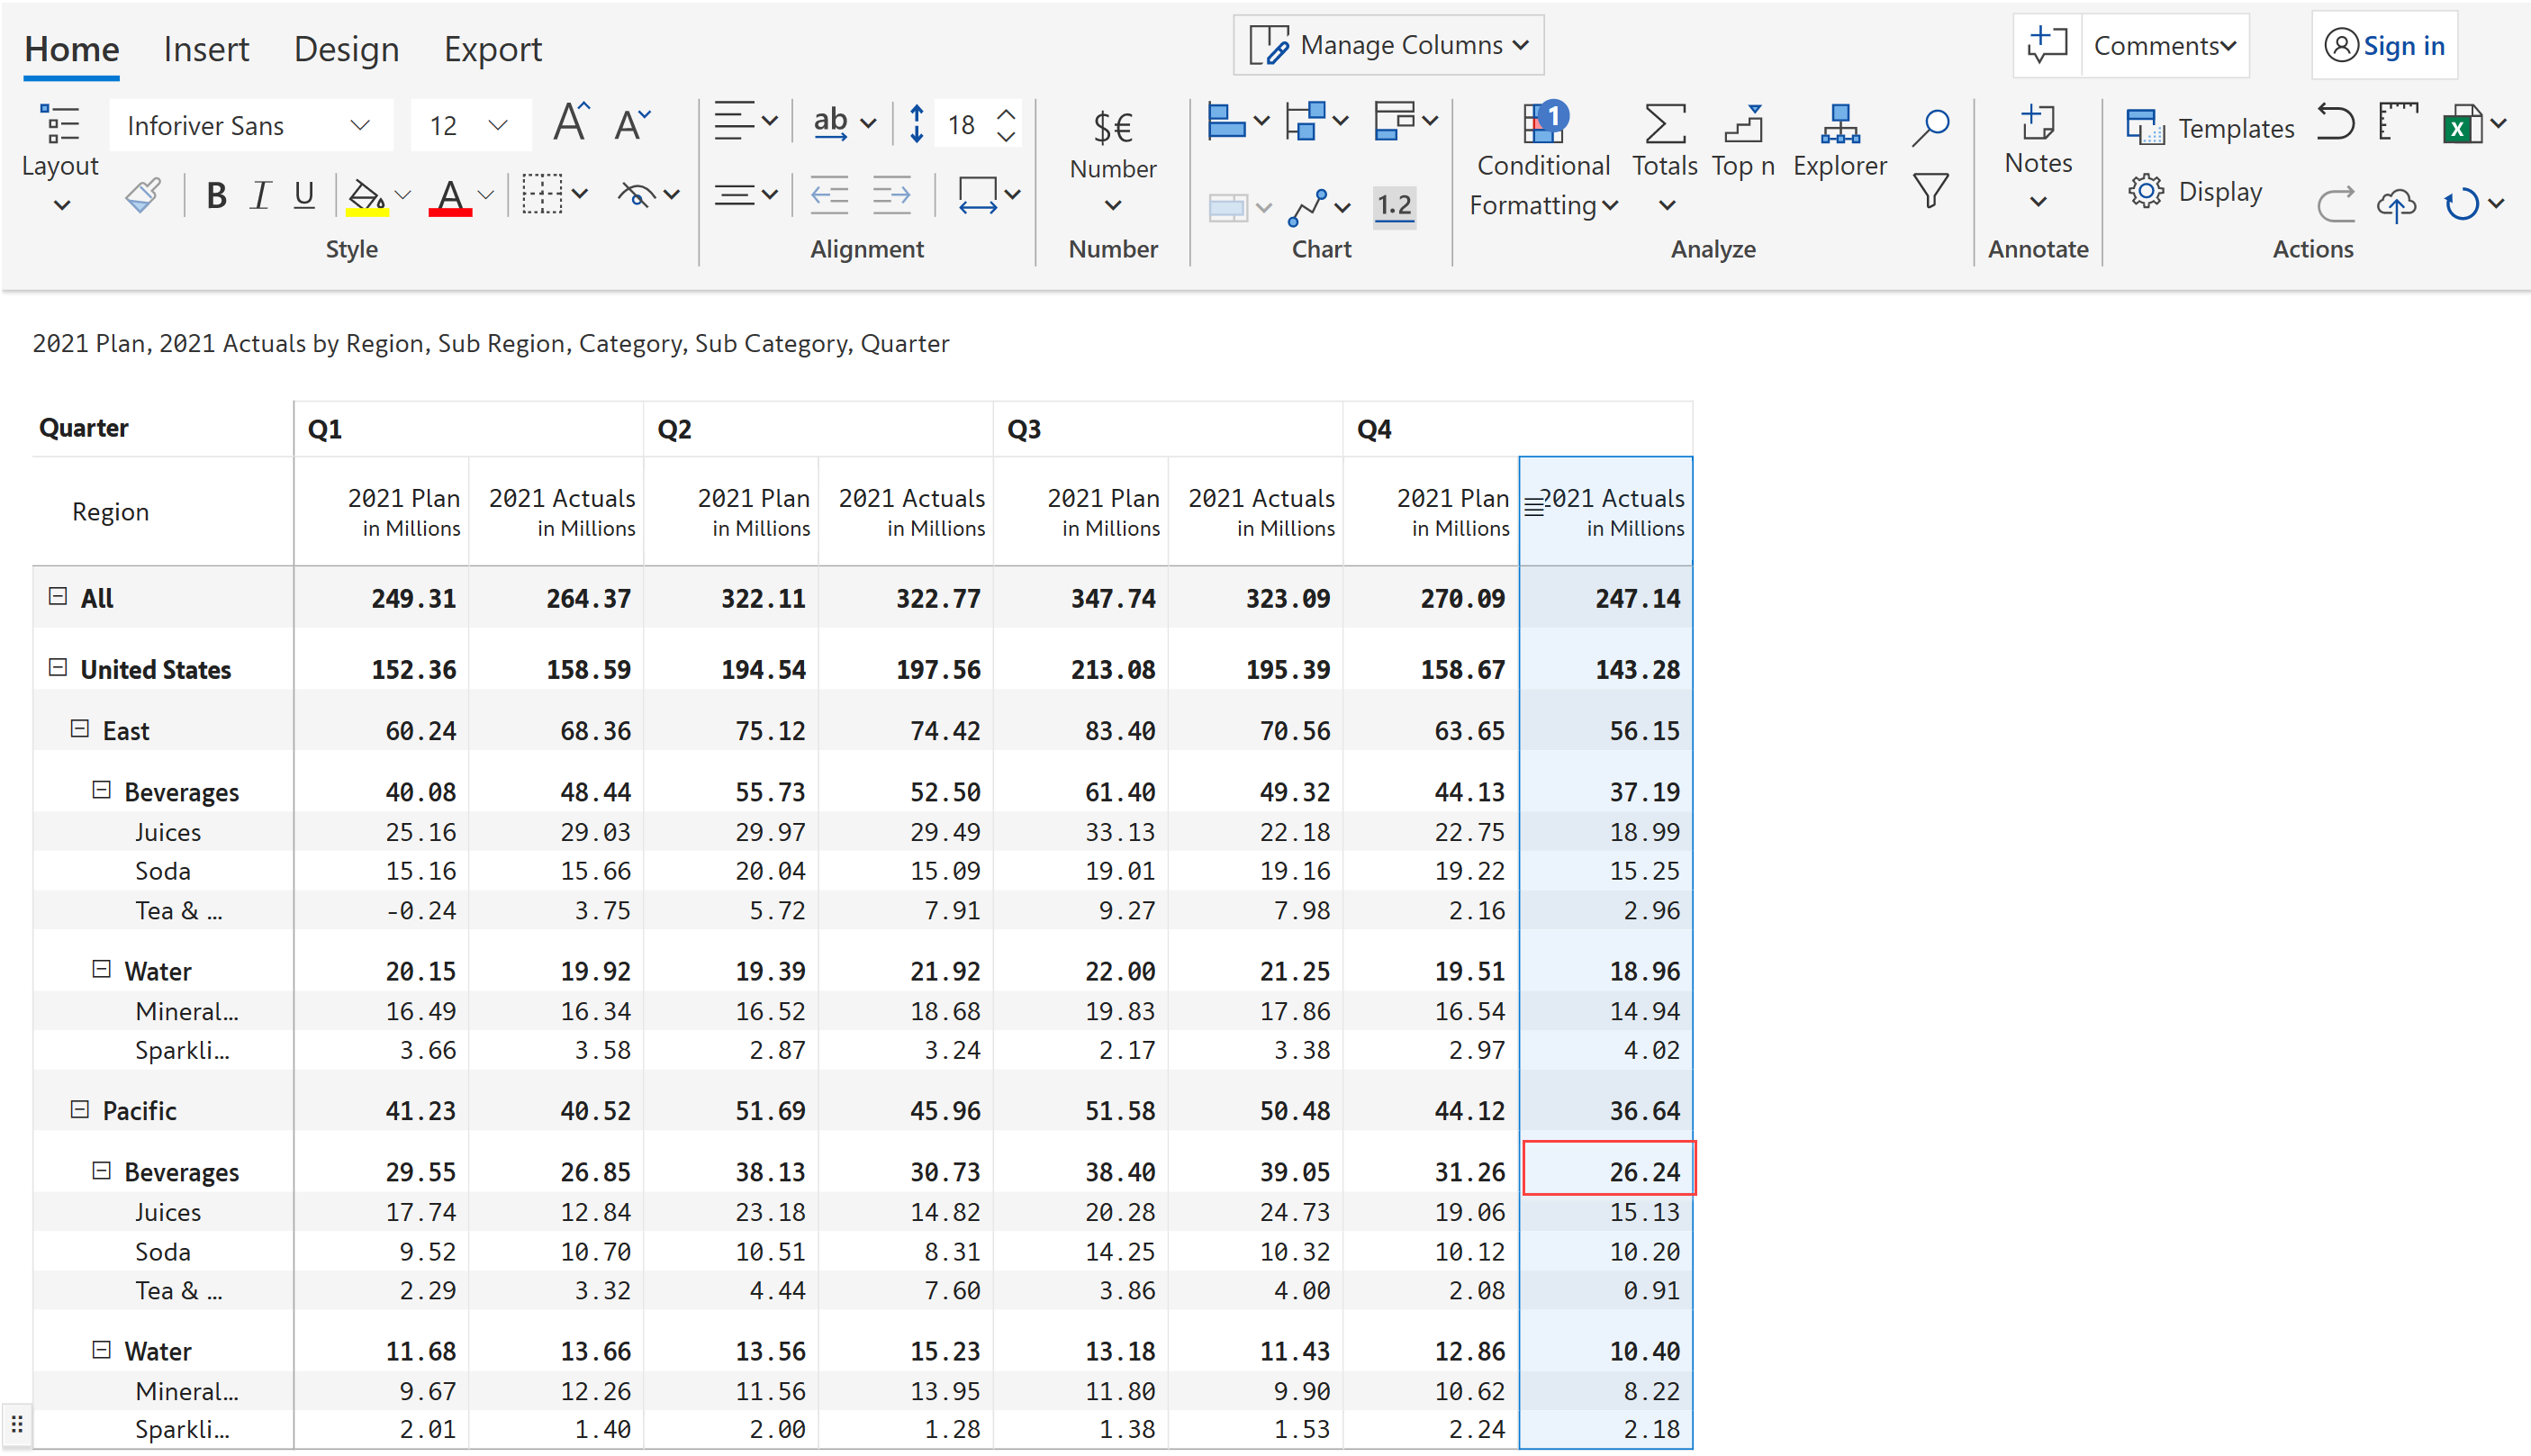 Home Insert Design Export Manage Columns Comments Sign in
Inforiver Sans 12 A A ab 18 $€ 1 Templates
Layout Number Conditional Totals Top n Explorer Notes
B I U A 1.2 Formatting Display
Style Alignment Number Chart Analyze Annotate Actions
2021 Plan, 2021 Actuals by Region, Sub Region, Category, Sub Category, Quarter
Quarter Q1 Q2 Q3 Q4
Region 2021 Plan 2021 Actuals 2021 Plan 2021 Actuals 2021 Plan 2021 Actuals 2021 Plan 2021 Actuals
in Millions in Millions in Millions in Millions in Millions in Millions in Millions in Millions
All 249.31 264.37 322.11 322.77 347.74 323.09 270.09 247.14
United States 152.36 158.59 194.54 197.56 213.08 195.39 158.67 143.28
East 60.24 68.36 75.12 74.42 83.40 70.56 63.65 56.15
Beverages 40.08 48.44 55.73 52.50 61.40 49.32 44.13 37.19
Juices 25.16 29.03 29.97 29.49 33.13 22.18 22.75 18.99
Soda 15.16 15.66 20.04 15.09 19.01 19.16 19.22 15.25
Tea & ... -0.24 3.75 5.72 7.91 9.27 7.98 2.16 2.96
Water 20.15 19.92 19.39 21.92 22.00 21.25 19.51 18.96
Mineral... 16.49 16.34 16.52 18.68 19.83 17.86 16.54 14.94
Sparkli... 3.66 3.58 2.87 3.24 2.17 3.38 2.97 4.02
Pacific 41.23 40.52 51.69 45.96 51.58 50.48 44.12 36.64
Beverages 29.55 26.85 38.13 30.73 38.40 39.05 31.26 26.24
Juices 17.74 12.84 23.18 14.82 20.28 24.73 19.06 15.13
Soda 9.52 10.70 10.51 8.31 14.25 10.32 10.12 10.20
Tea & ... 2.29 3.32 4.44 7.60 3.86 4.00 2.08 0.91
Water 11.68 13.66 13.56 15.23 13.18 11.43 12.86 10.40
Mineral... 9.67 12.26 11.56 13.95 11.80 9.90 10.62 8.22
Sparkli... 2.01 1.40 2.00 1.28 1.38 1.53 2.24 2.18